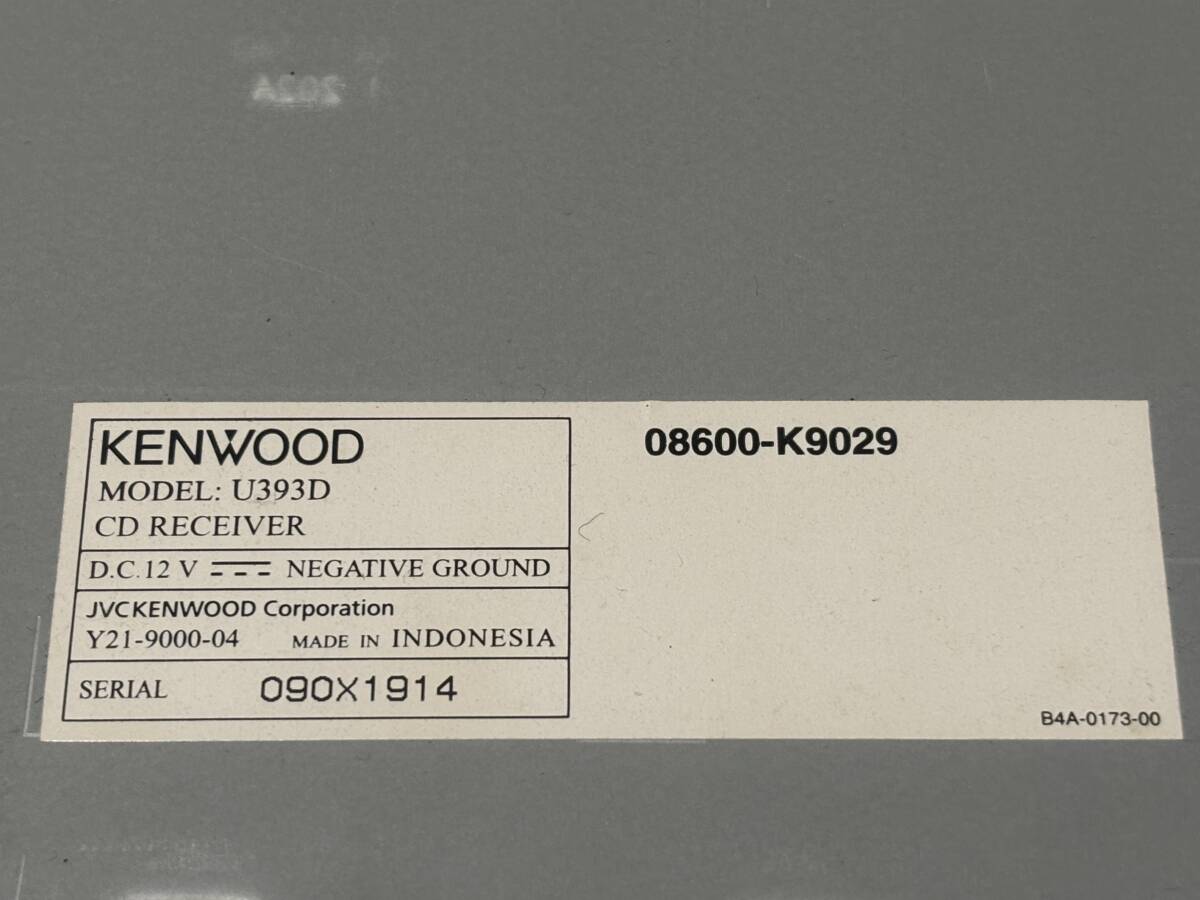 202A
KENWOOD
MODEL: U393D
CD RECEIVER
D.C.12 V NEGATIVE GROUND
JVCKENWOOD Corporation
Y21-9000-04 MADE IN INDONESIA
SERIAL 090X1914
08600-K9029
B4A-0173-00